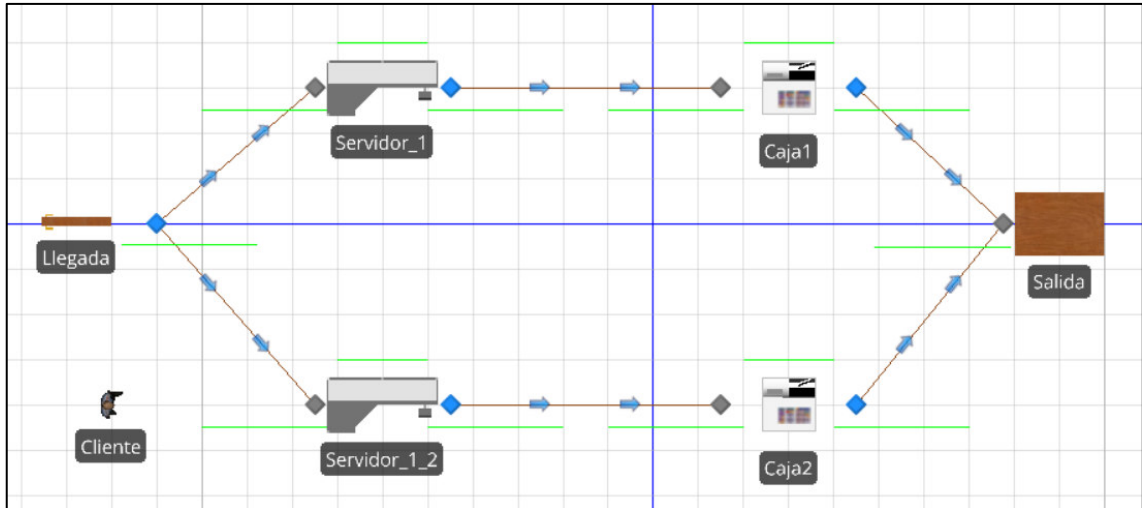 Servidor_1
Caja1
Llegada
Salida
Cliente
Servidor_1_2
Caja2